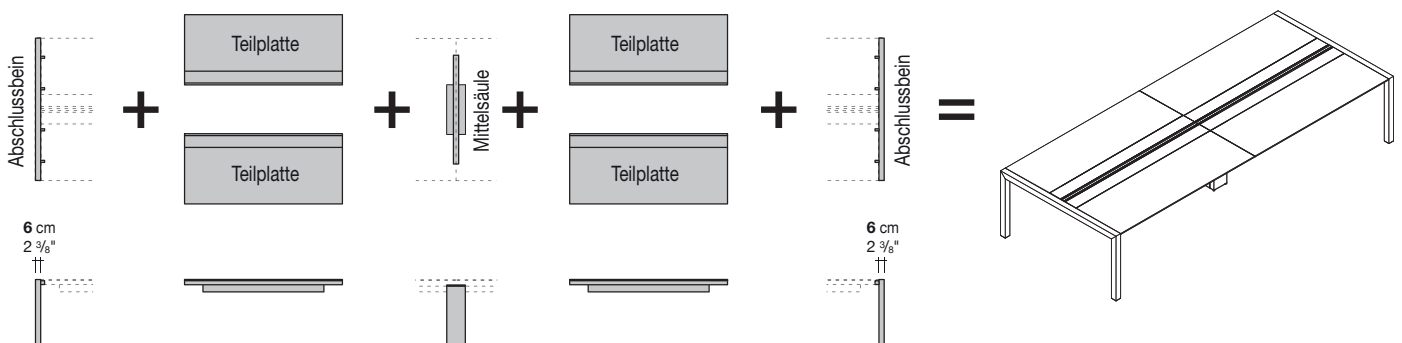 Abschlussbein
+
Teilplatte
Teilplatte
+
Mittelsäule
+
Teilplatte
Teilplatte
+
Abschlussbein
=
6 cm
2 ³⁄₈"
6 cm
2 ³⁄₈"